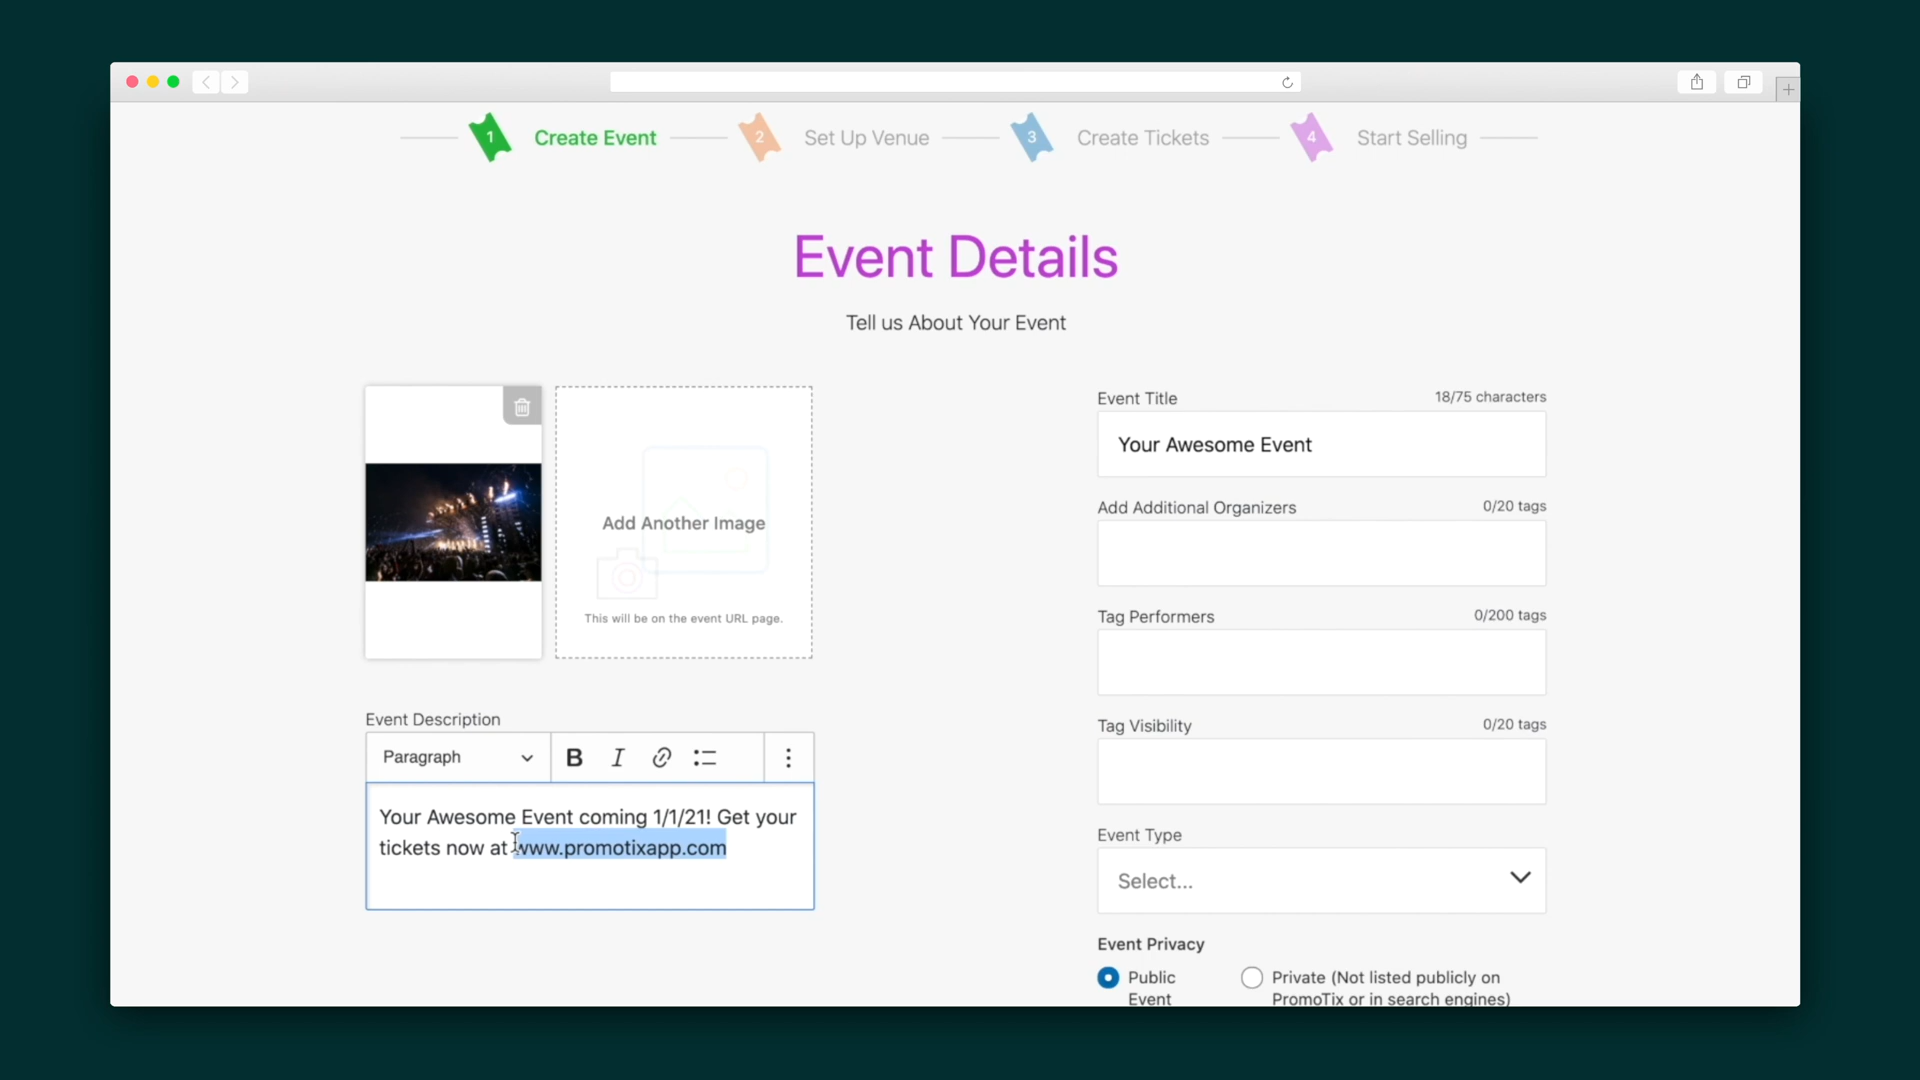 1 Create Event 2 Set Up Venue 3 Create Tickets 4 Start Selling
Event Details
Tell us About Your Event
Add Another Image
This will be on the event URL page.
Event Description
Paragraph B I
Your Awesome Event coming 1/1/21! Get your
tickets now at www.promotixapp.com
Event Title 18/75 characters
Your Awesome Event
Add Additional Organizers 0/20 tags
Tag Performers 0/200 tags
Tag Visibility 0/20 tags
Event Type
Select...
Event Privacy
Public
Event
Private (Not listed publicly on
PromoTix or in search engines)